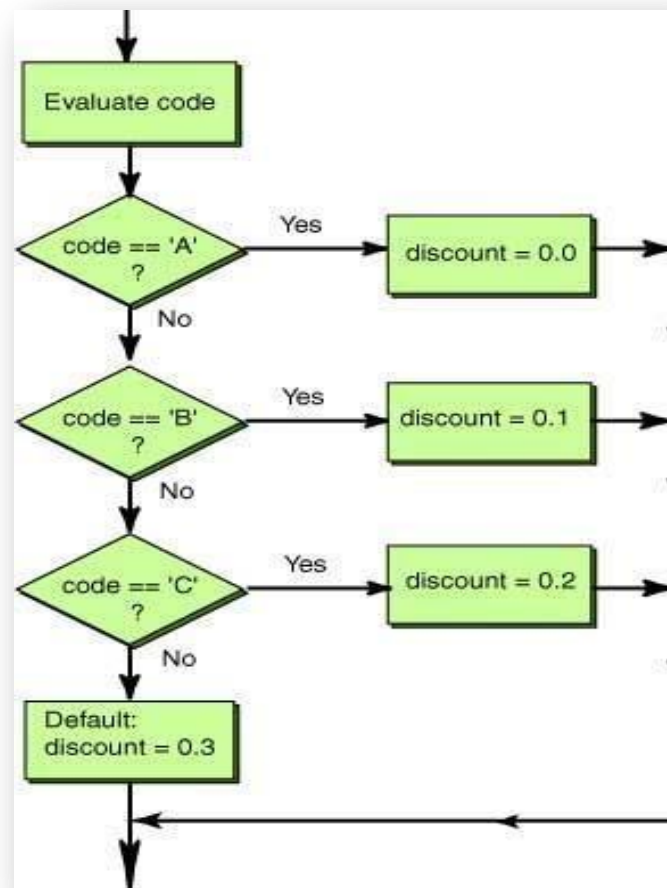 Evaluate code
code == 'A'
?
Yes
discount = 0.0
No
code == 'B'
?
Yes
discount = 0.1
No
code == 'C'
?
Yes
discount = 0.2
No
Default:
discount = 0.3